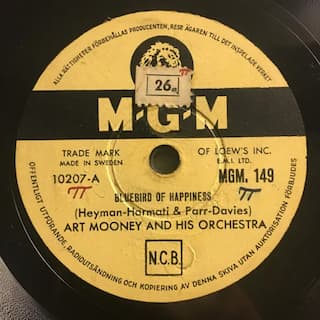 ALLA RÄTTIGHETER FÖRBEHÅLLAS PRODUCENTEN, RESP. ÄGAREN TILL DET INSPELADE VERKET
26
M-G-M
TRADE MARK
MADE IN SWEDEN
OF LOEW'S INC.
E.M.I. LTD.
10207-A
MGM. 149
BLUEBIRD OF HAPPINESS
(Heyman-Harmati & Parr-Davies)
ART MOONEY AND HIS ORCHESTRA
N.C.B.
OFFENTLIGT UTFÖRANDE, RADIOUTSÄNDNING OCH KOPIERING AV DENNA SKIVA UTAN AUKTORISATION FÖRBJUDES